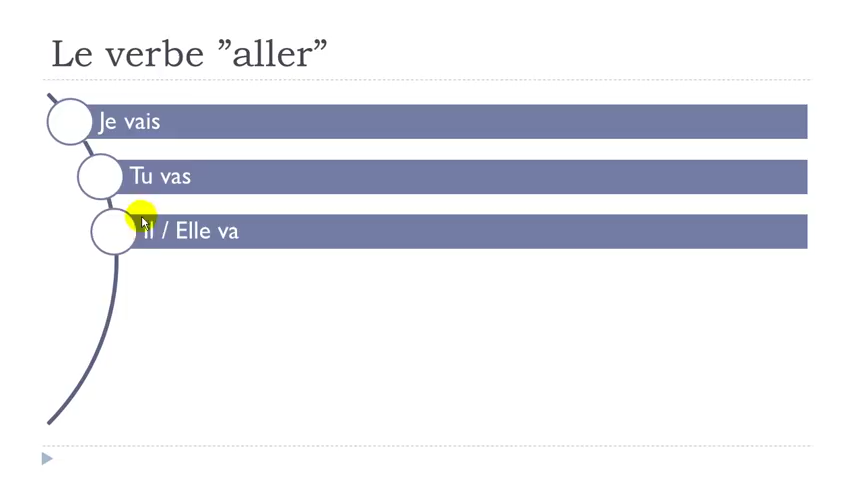 Le verbe ”aller”
Je vais
Tu vas
Il / Elle va